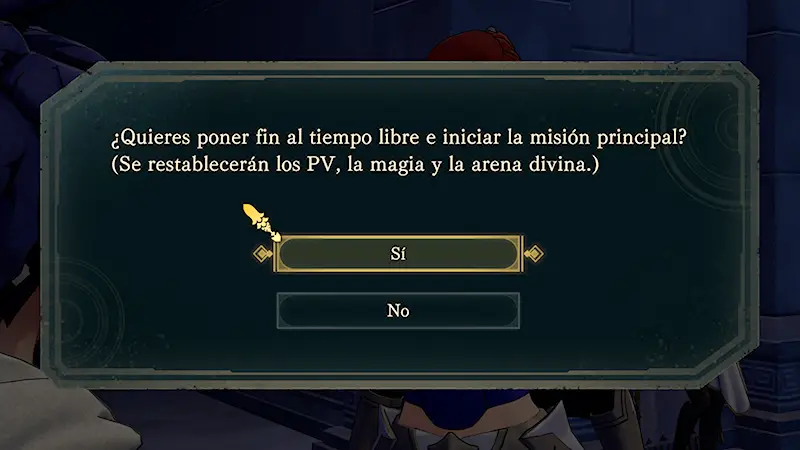 ¿Quieres poner fin al tiempo libre e iniciar la misión principal?
(Se restablecerán los PV, la magia y la arena divina.)
Sí
No